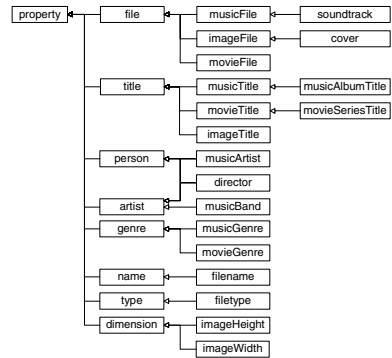 property file musicFile soundtrack
imageFile cover
movieFile
title musicTitle musicAlbumTitle
movieTitle movieSeriesTitle
imageTitle
person musicArtist
director
artist musicBand
genre musicGenre
movieGenre
name filename
type filetype
dimension imageHeight
imageWidth